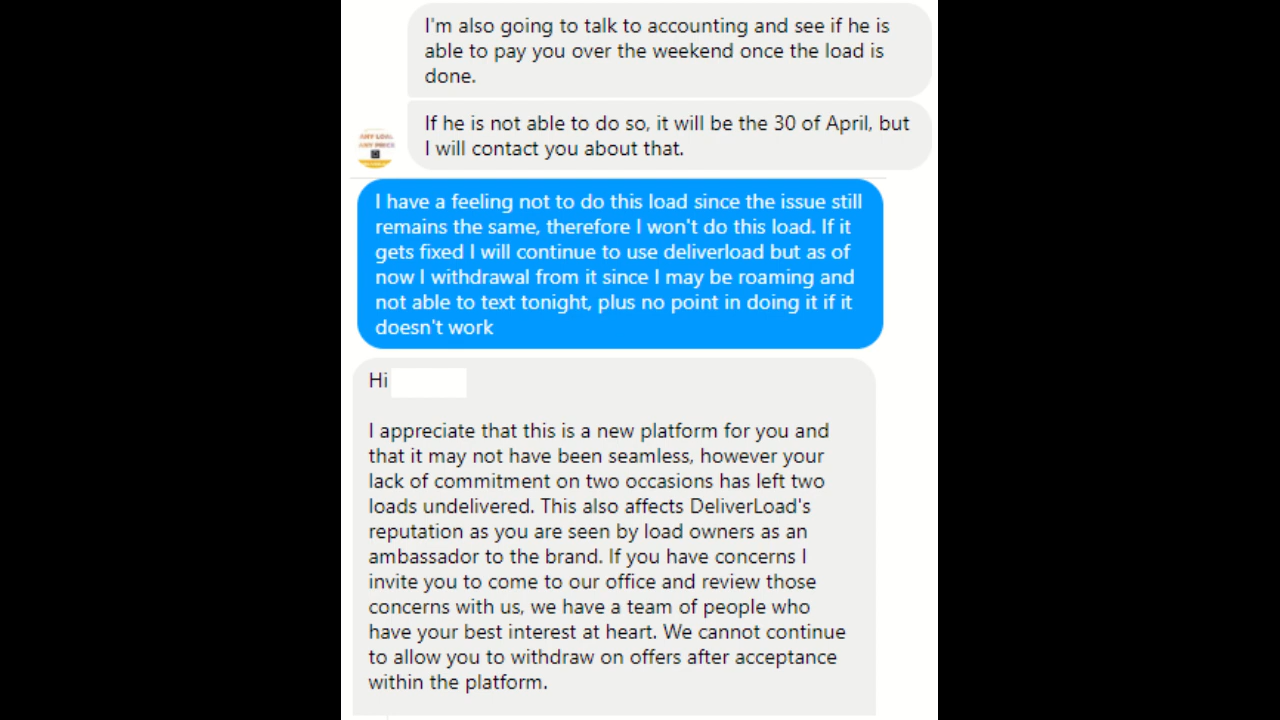 I'm also going to talk to accounting and see if he is
able to pay you over the weekend once the load is
done.
If he is not able to do so, it will be the 30 of April, but
I will contact you about that.
ANY LOAD
ANY PRICE
I have a feeling not to do this load since the issue still
remains the same, therefore I won't do this load. If it
gets fixed I will continue to use deliverload but as of
now I withdrawal from it since I may be roaming and
not able to text tonight, plus no point in doing it if it
doesn't work
Hi
I appreciate that this is a new platform for you and
that it may not have been seamless, however your
lack of commitment on two occasions has left two
loads undelivered. This also affects DeliverLoad's
reputation as you are seen by load owners as an
ambassador to the brand. If you have concerns I
invite you to come to our office and review those
concerns with us, we have a team of people who
have your best interest at heart. We cannot continue
to allow you to withdraw on offers after acceptance
within the platform.